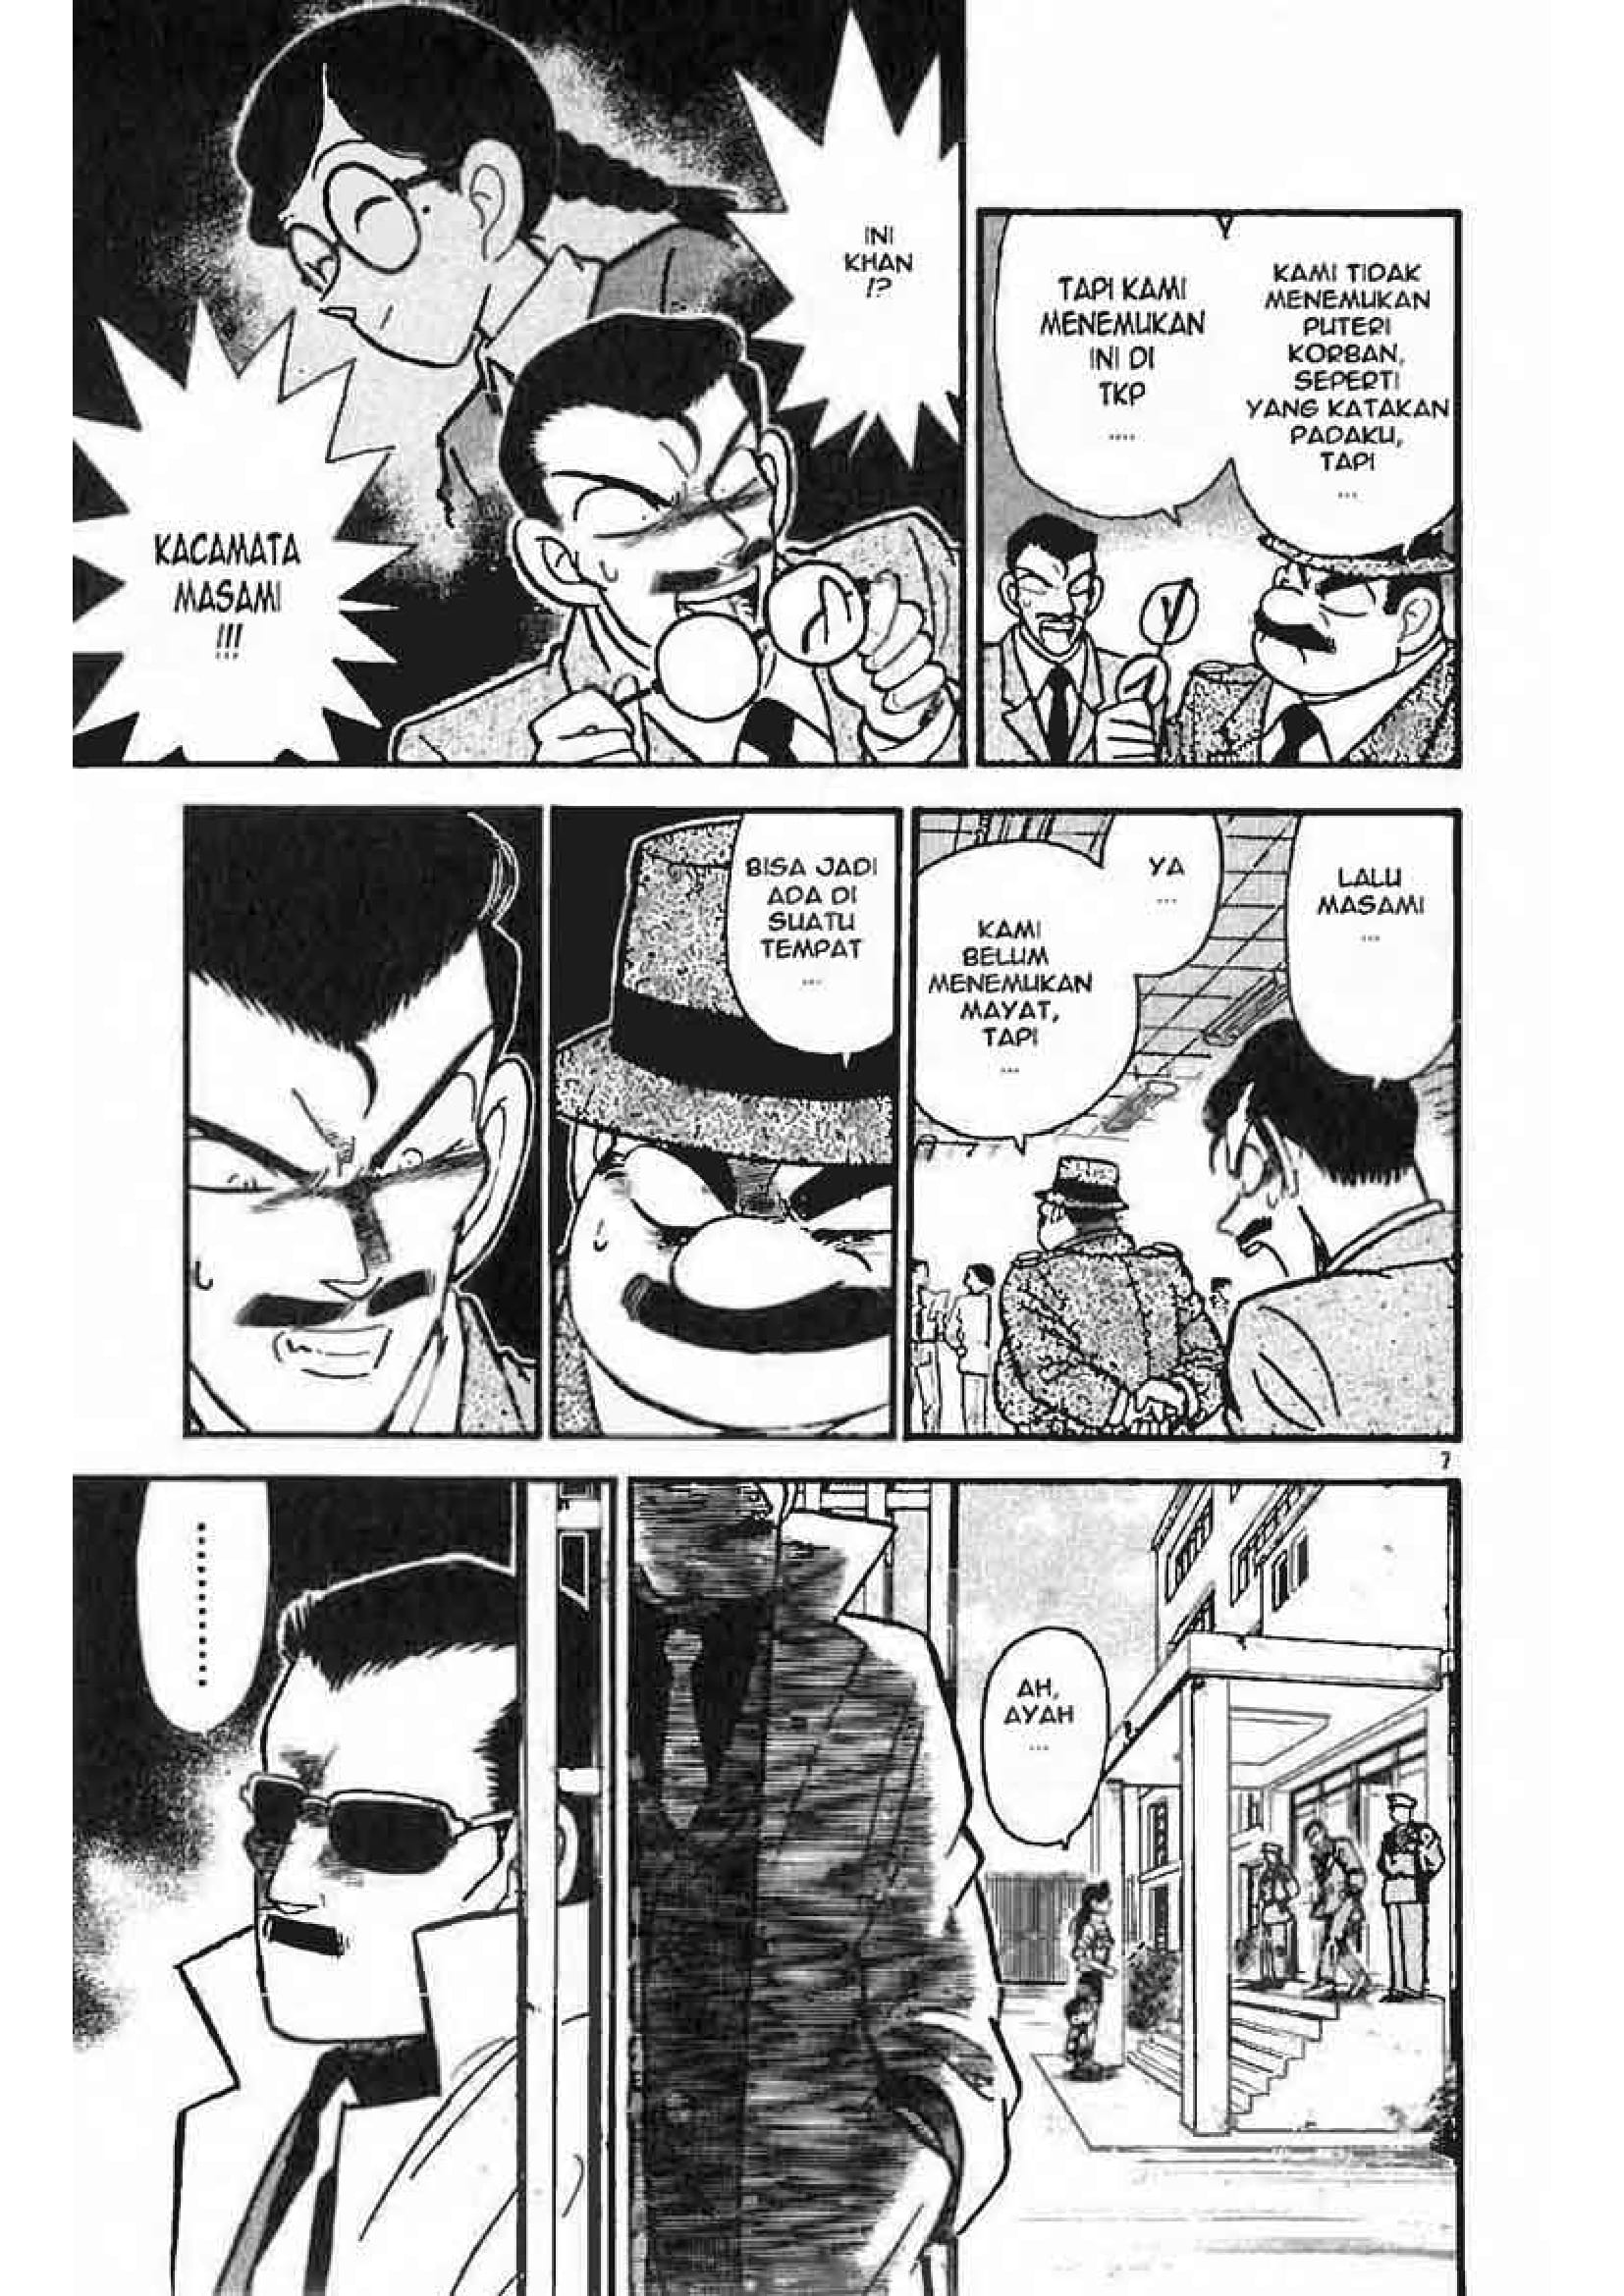 KAMI TIDAK
MENEMUKAN
PUTERI
KORBAN,
SEPERTI
YANG KATAKAN
PADAKU,
TAPI
...
TAPI KAMI
MENEMUKAN
INI DI
TKP
....
INI
KHAN
!?
KACAMATA
MASAMI
!!!
LALU
MASAMI
...
YA
...
KAMI
BELUM
MENEMUKAN
MAYAT,
TAPI
...
BISA JADI
ADA DI
SUATU
TEMPAT
...
7
AH,
AYAH
...
............